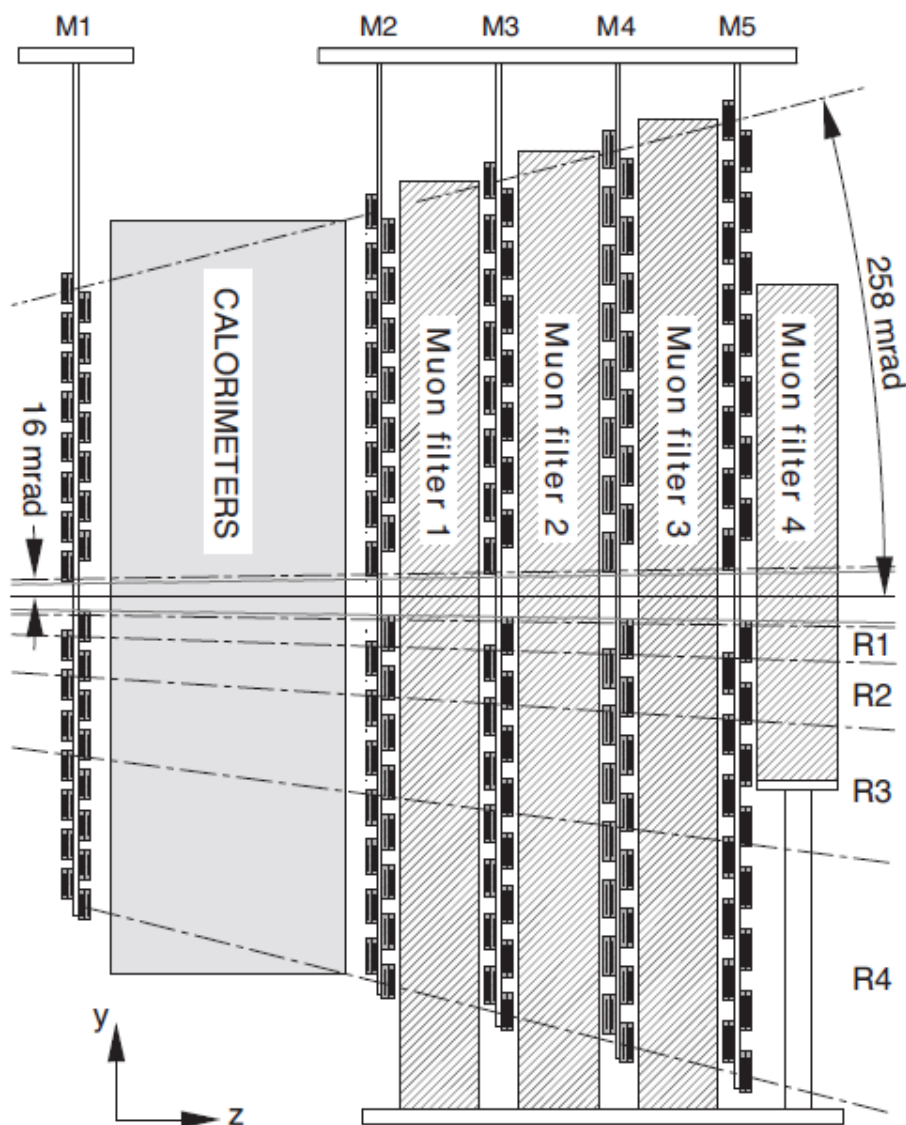 M1
M2
M3
M4
M5
258 mrad
16 mrad
CALORIMETERS
Muon filter 1
Muon filter 2
Muon filter 3
Muon filter 4
R1
R2
R3
R4
y
z